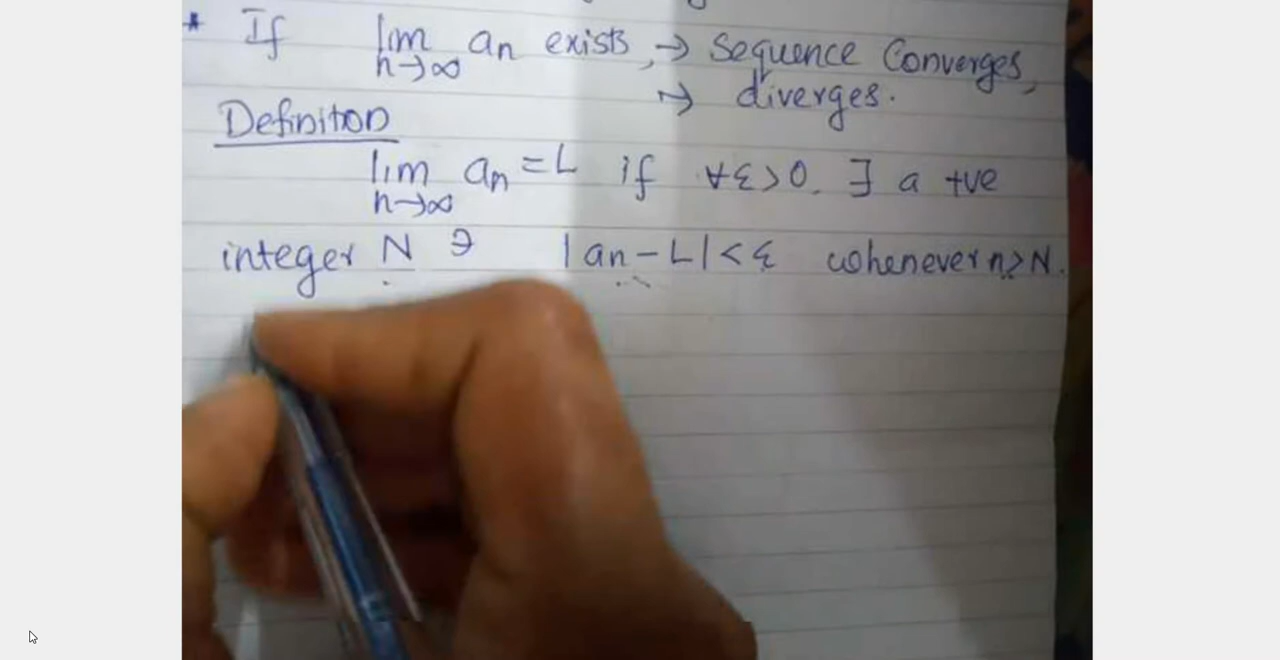 * If lim an exists, → Sequence Converges,
n→∞
↛ diverges.
Definiton
lim an = L if ∀ε>0. ∃ a +ve
n→∞
integer N ∋ |an-L|<ε whenever n≥N.